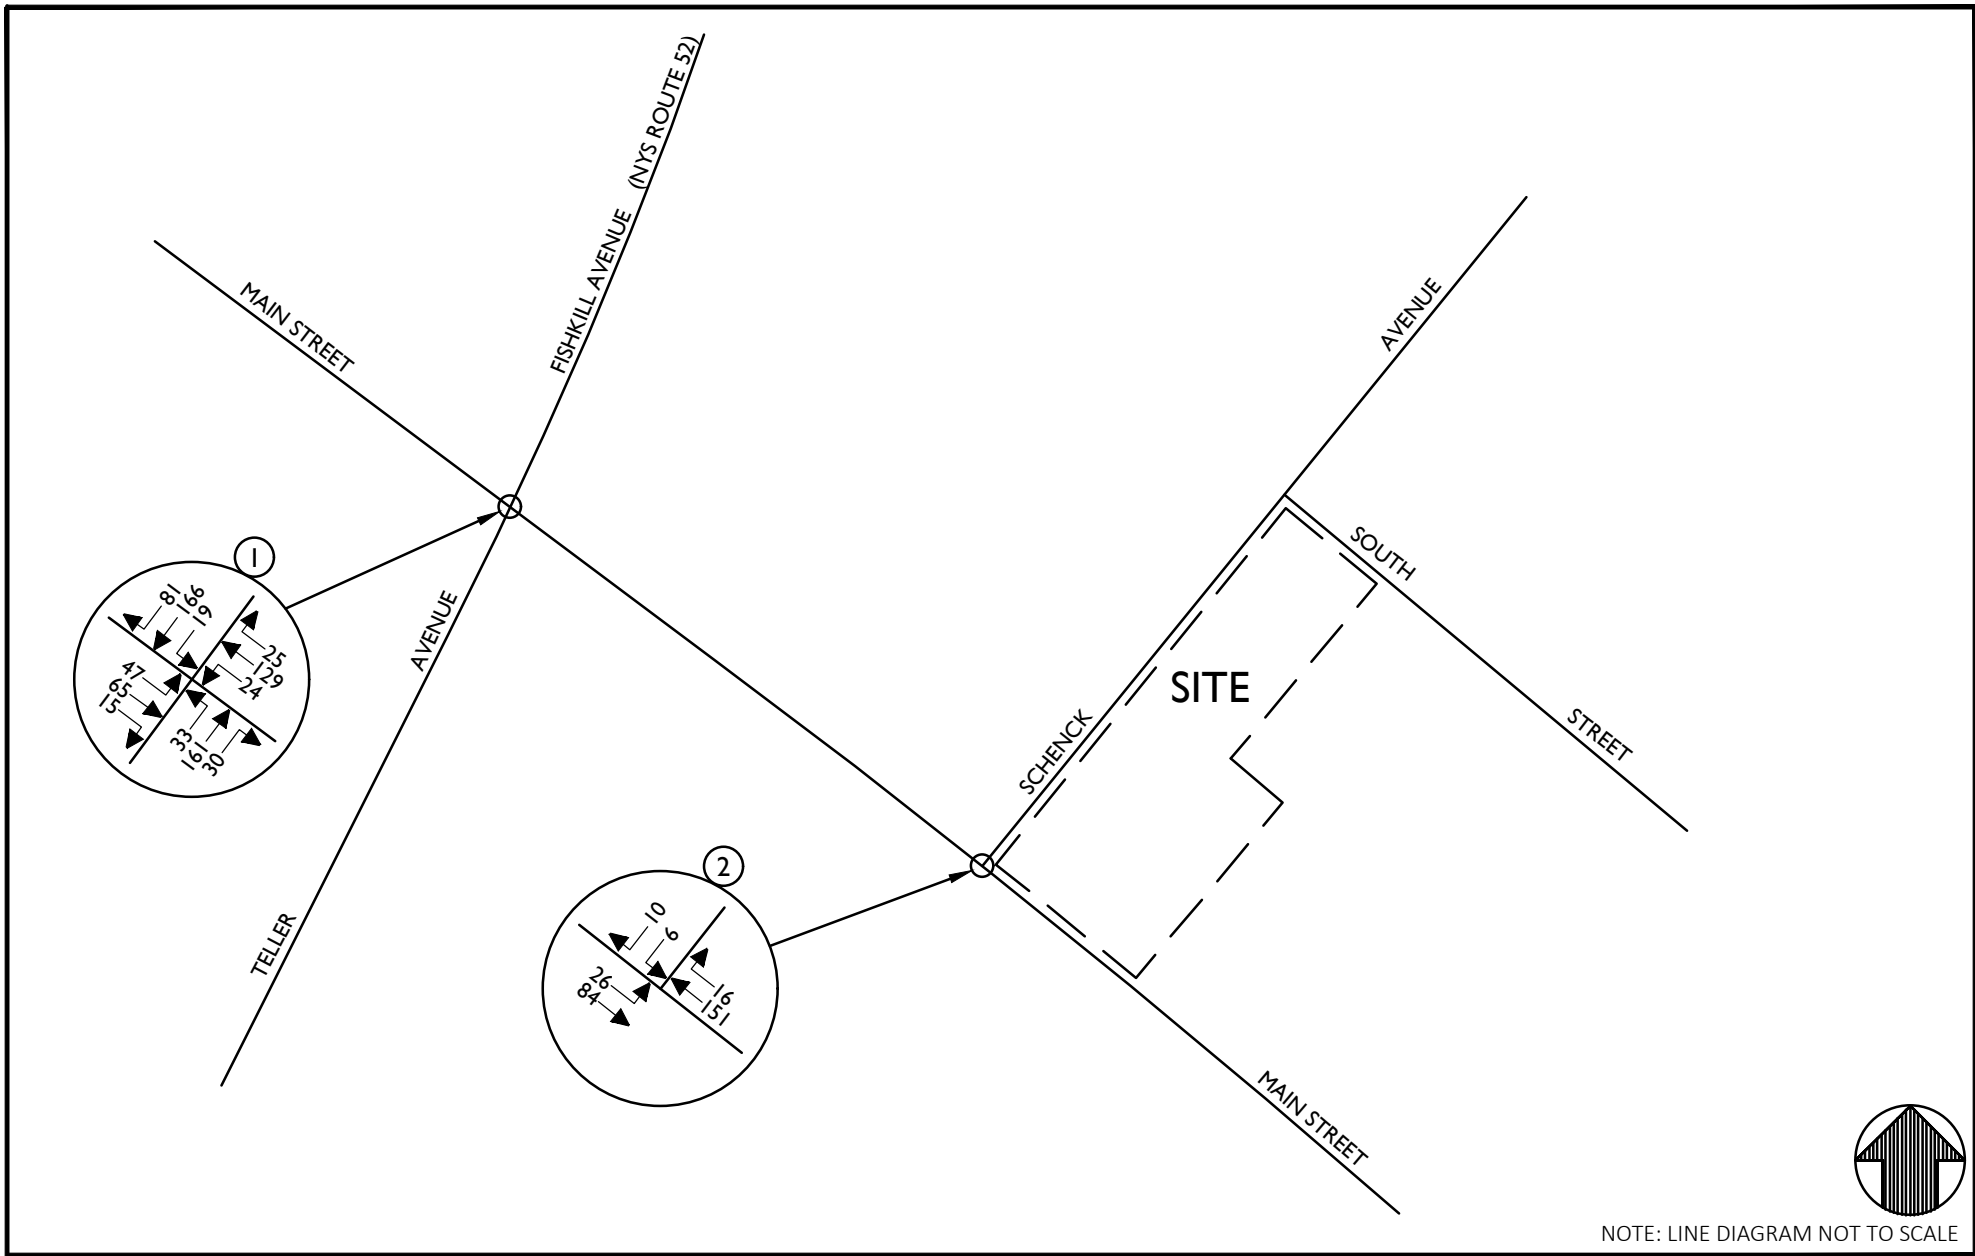 FISHKILL AVENUE (NYS ROUTE 52)
MAIN STREET
AVENUE
SOUTH
STREET
SITE
SCHENCK
AVENUE
TELLER
MAIN STREET
1
81
166
19
25
129
24
47
65
15
33
161
30
2
10
6
16
151
26
84
NOTE: LINE DIAGRAM NOT TO SCALE